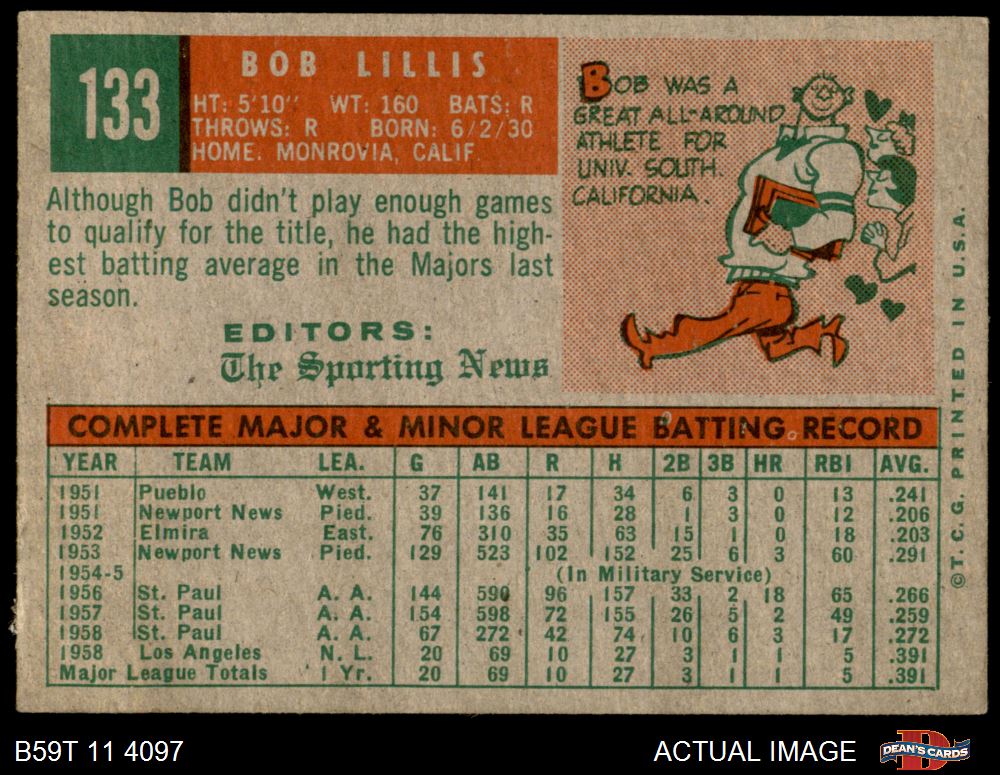 133
BOB LILLIS
HT: 5'10" WT: 160 BATS: R
THROWS: R BORN: 6/2/30
HOME. MONROVIA, CALIF.
Although Bob didn't play enough games
to qualify for the title, he had the high-
est batting average in the Majors last
season.
EDITORS:
The Sporting News
BOB WAS A
GREAT ALL-AROUND
ATHLETE FOR
UNIV. SOUTH.
CALIFORNIA.
COMPLETE MAJOR & MINOR LEAGUE BATTING RECORD
YEAR TEAM LEA. G AB R H 2B 3B HR RBI AVG.
1951 Pueblo West. 37 141 17 34 6 3 0 13 .241
1951 Newport News Pied. 39 136 16 28 1 3 0 12 .206
1952 Elmira East. 76 310 35 63 15 1 0 18 .203
1953 Newport News Pied. 129 523 102 152 25 6 3 60 .291
1954-5 (In Military Service)
1956 St. Paul A. A. 144 590 96 157 33 2 18 65 .266
1957 St. Paul A. A. 154 598 72 155 26 5 2 49 .259
1958 St. Paul A. A. 67 272 42 74 10 6 3 17 .272
1958 Los Angeles N. L. 20 69 10 27 3 1 1 5 .391
Major League Totals 1 Yr. 20 69 10 27 3 1 1 5 .391
©T.C.G. PRINTED IN U.S.A.
B59T 11 4097
ACTUAL IMAGE
D
DEAN'S CARDS